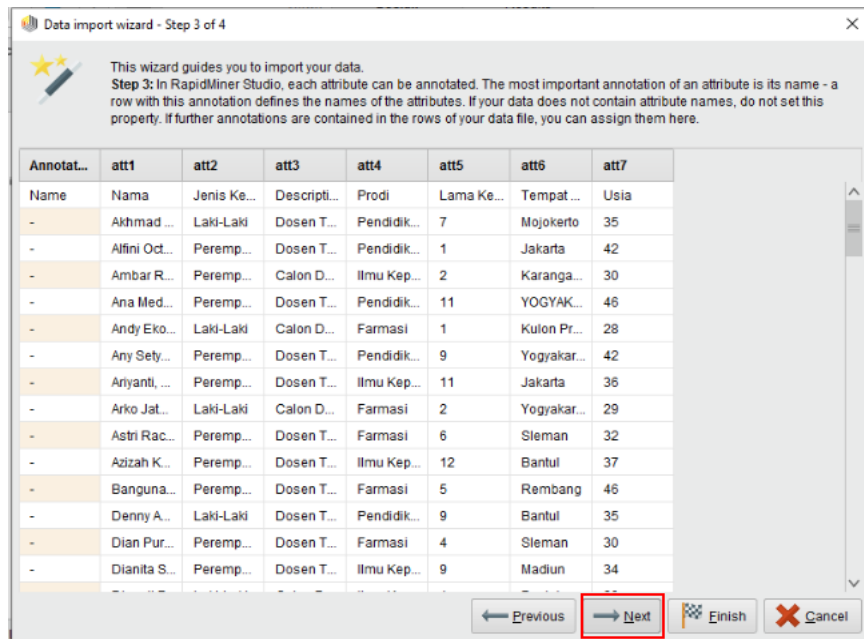 Data import wizard - Step 3 of 4
This wizard guides you to import your data.
Step 3: In RapidMiner Studio, each attribute can be annotated. The most important annotation of an attribute is its name - a
row with this annotation defines the names of the attributes. If your data does not contain attribute names, do not set this
property. If further annotations are contained in the rows of your data file, you can assign them here.
Annotat... att1 att2 att3 att4 att5 att6 att7
Name Nama Jenis Ke... Descripti... Prodi Lama Ke... Tempat ... Usia
- Akhmad ... Laki-Laki Dosen T... Pendidik... 7 Mojokerto 35
- Alfini Oct... Peremp... Dosen T... Pendidik... 1 Jakarta 42
- Ambar R... Peremp... Calon D... Ilmu Kep... 2 Karanga... 30
- Ana Med... Peremp... Dosen T... Pendidik... 11 YOGYAK... 46
- Andy Eko... Laki-Laki Calon D... Farmasi 1 Kulon Pr... 28
- Any Sety... Peremp... Dosen T... Pendidik... 9 Yogyakar... 42
- Ariyanti, ... Peremp... Dosen T... Ilmu Kep... 11 Jakarta 36
- Arko Jat... Laki-Laki Calon D... Farmasi 2 Yogyakar... 29
- Astri Rac... Peremp... Dosen T... Farmasi 6 Sleman 32
- Azizah K... Peremp... Dosen T... Ilmu Kep... 12 Bantul 37
- Banguna... Peremp... Dosen T... Farmasi 5 Rembang 46
- Denny A... Laki-Laki Dosen T... Pendidik... 9 Bantul 35
- Dian Pur... Peremp... Dosen T... Farmasi 4 Sleman 30
- Dianita S... Peremp... Dosen T... Ilmu Kep... 9 Madiun 34
Previous Next Finish Cancel